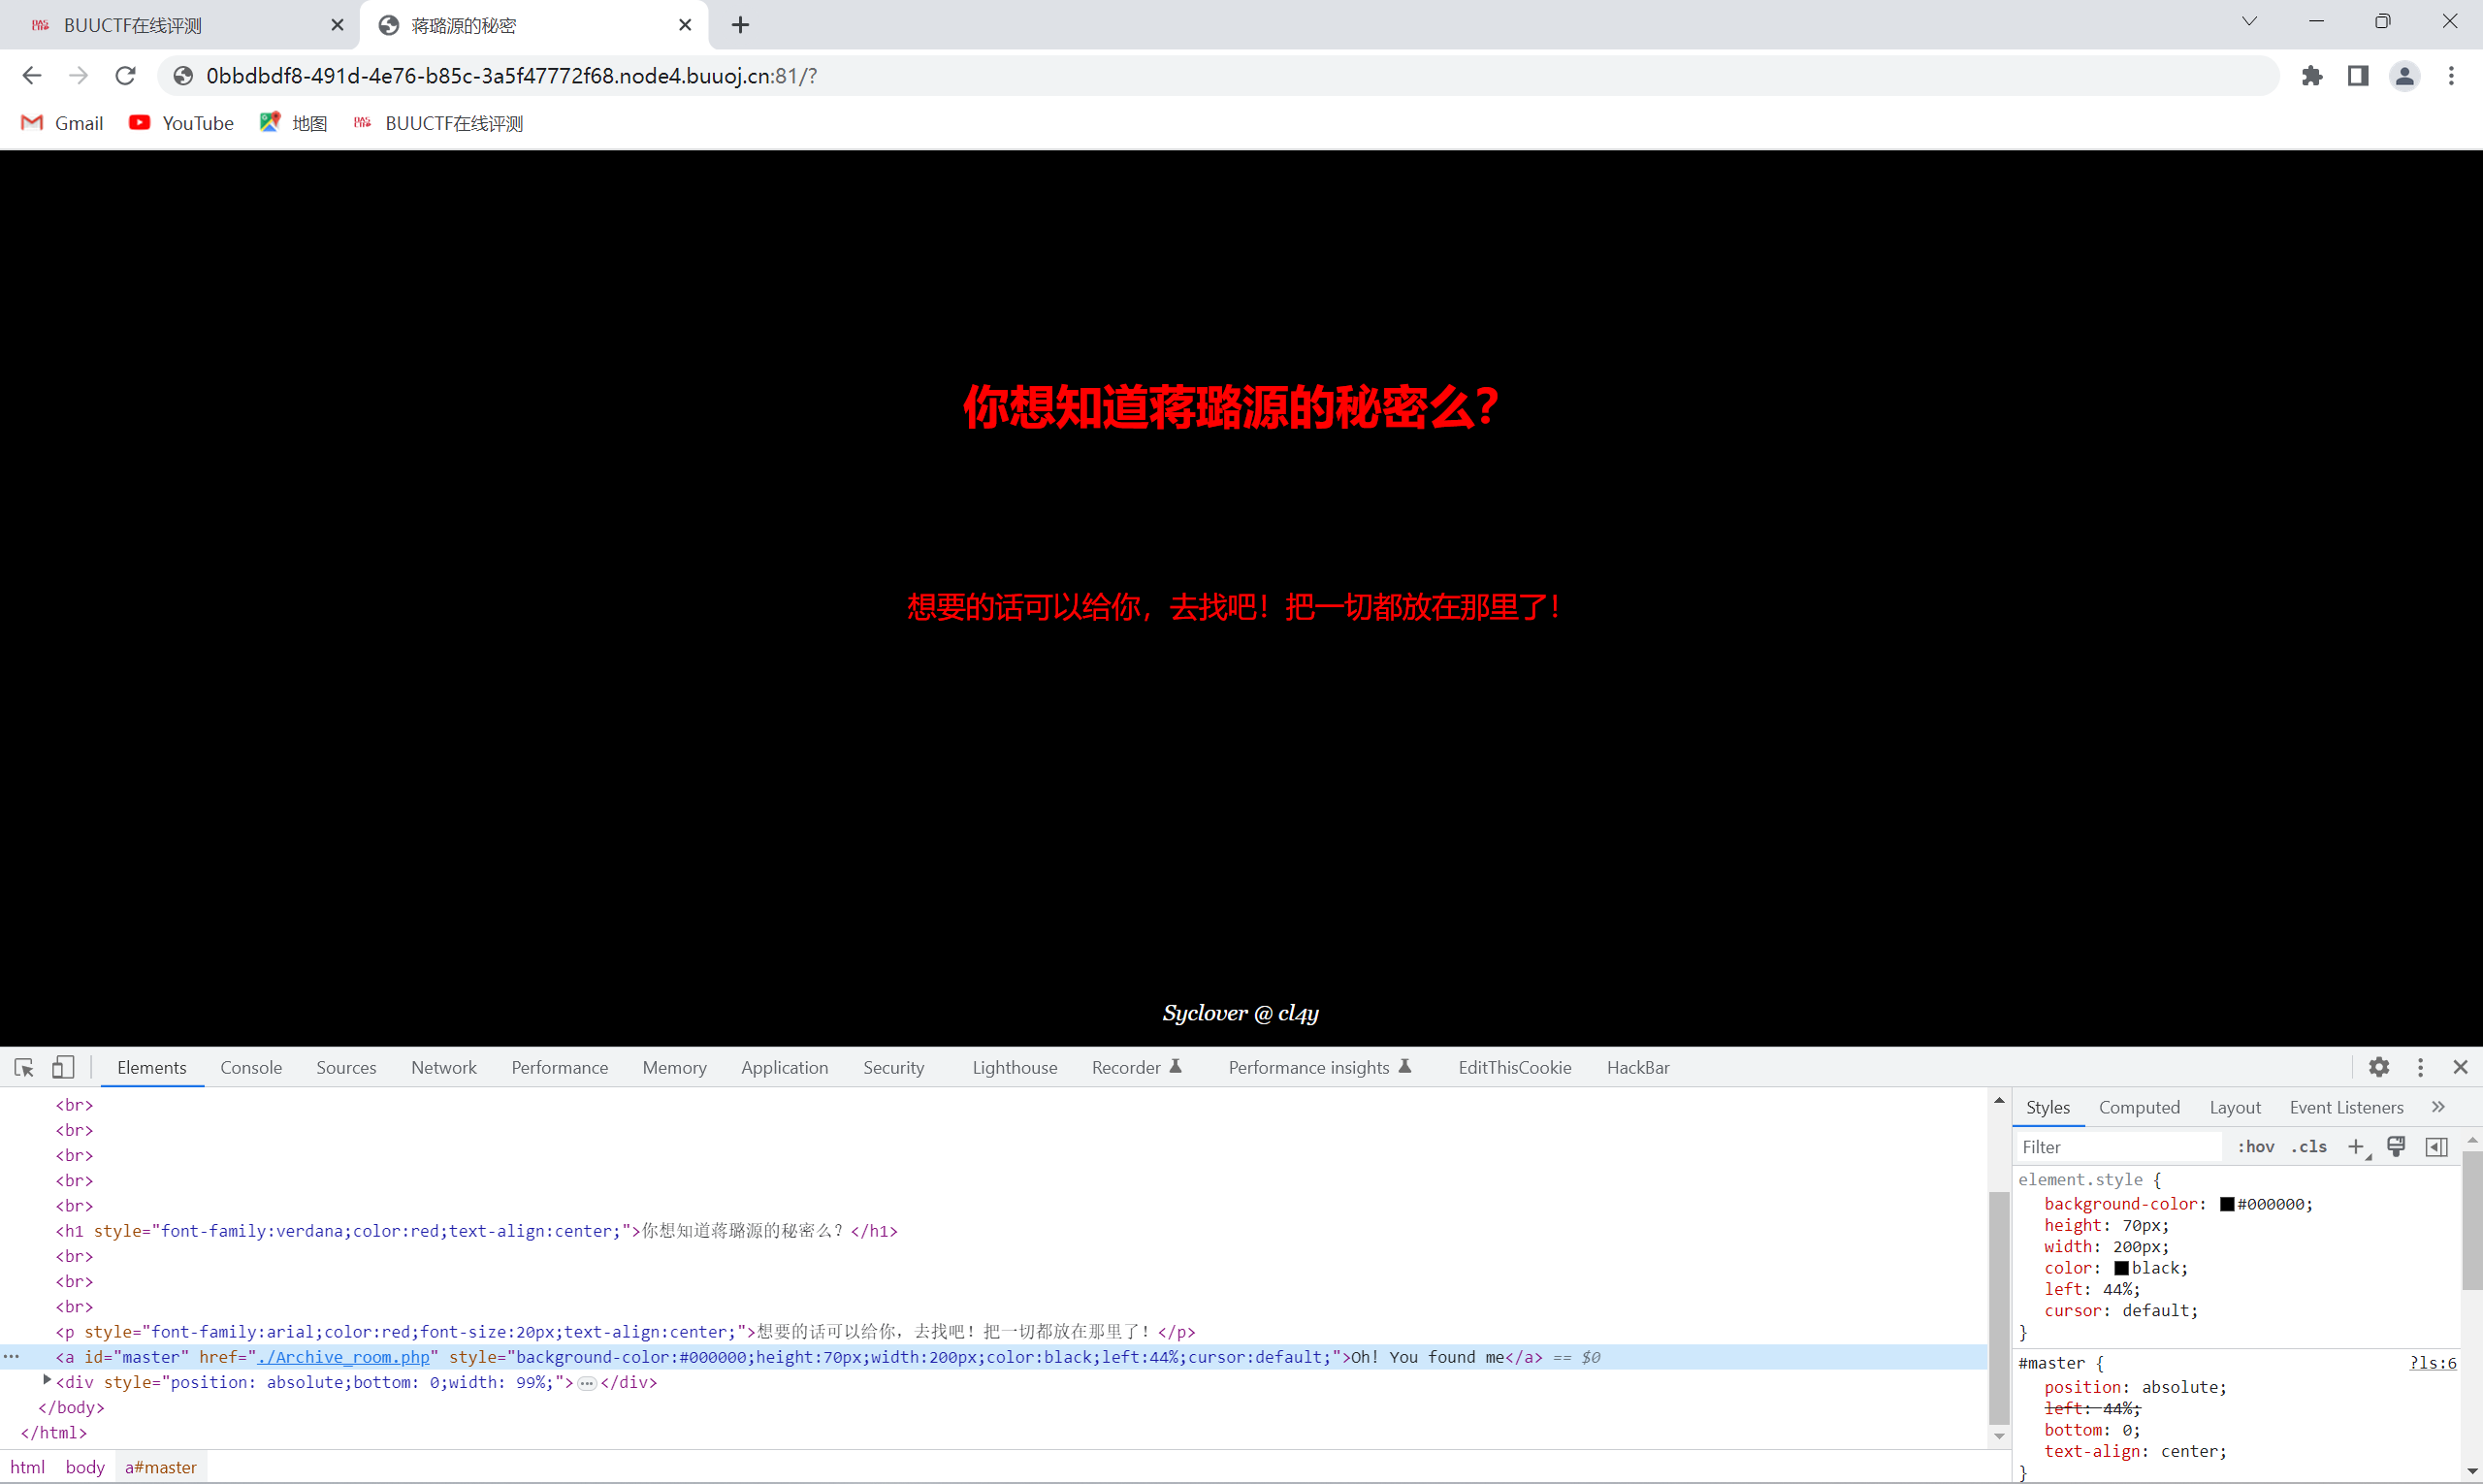 BUUCTF在线评测
蒋璐源的秘密
0bbdbdf8-491d-4e76-b85c-3a5f47772f68.node4.buuoj.cn:81/?
Gmail YouTube 地图 BUUCTF在线评测
你想知道蒋璐源的秘密么?
想要的话可以给你，去找吧！把一切都放在那里了！
Syclover @ cl4y
Elements Console Sources Network Performance Memory Application Security Lighthouse Recorder Performance insights EditThisCookie HackBar
<br>
<br>
<br>
<br>
<br>
<h1 style="font-family:verdana;color:red;text-align:center;">你想知道蒋璐源的秘密么? </h1>
<br>
<br>
<br>
<p style="font-family:arial;color:red;font-size:20px;text-align:center;">想要的话可以给你，去找吧！把一切都放在那里了！</p>
<a id="master" href="./Archive_room.php" style="background-color:#000000;height:70px;width:200px;color:black;left:44%;cursor:default;">Oh! You found me</a> == $0
<div style="position: absolute;bottom: 0;width: 99%;">…</div>
</body>
</html>
html body a#master
Styles Computed Layout Event Listeners
Filter :hov .cls
element.style {
background-color: #000000;
height: 70px;
width: 200px;
color: black;
left: 44%;
cursor: default;
}
#master { ?ls:6
position: absolute;
left: 44%;
bottom: 0;
text-align: center;
}